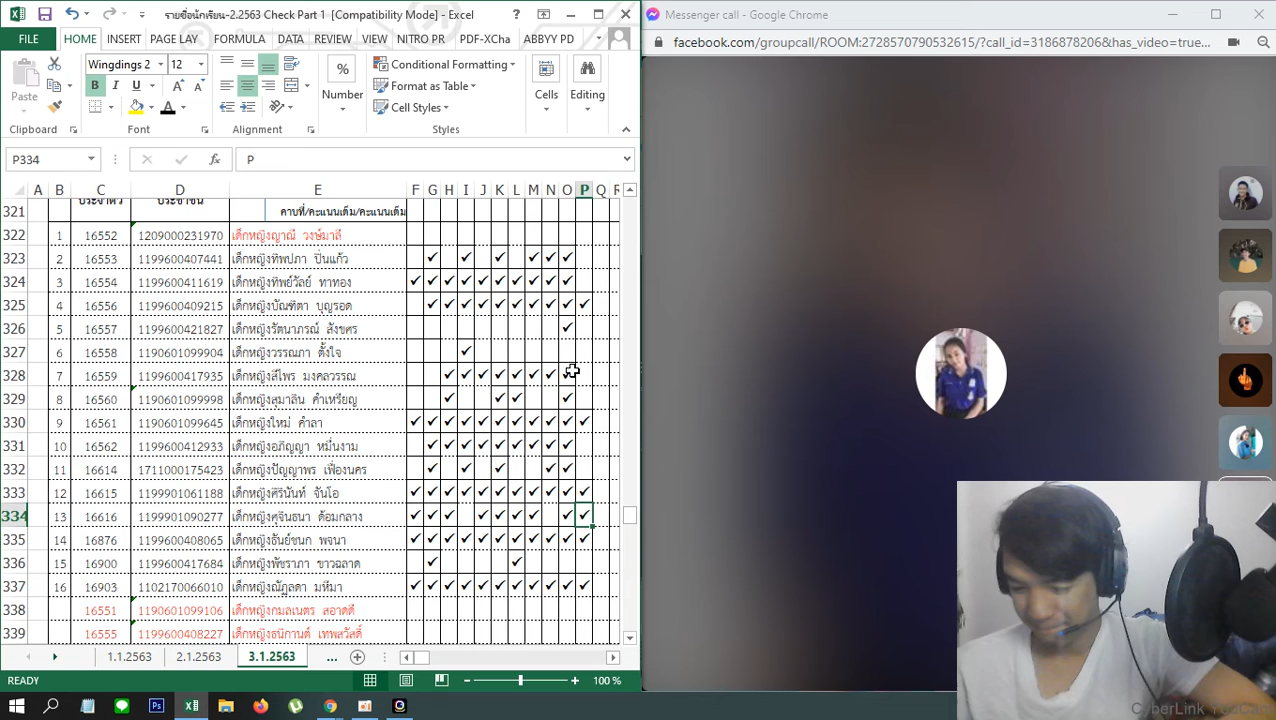 รายชื่อนักเรียน-2.2563 Check Part 1 [Compatibility Mode] - Excel
FILE HOME INSERT PAGE LAY FORMULA DATA REVIEW VIEW NITRO PR PDF-XCha ABBYY PD
Wingdings 2 12
Paste
B I U
A
%
Number
Conditional Formatting
Format as Table
Cell Styles
Cells
Editing
Clipboard Font Alignment Styles
P334 fx P
A B C D E F G H I J K L M N O P Q R
ประจำตัว ประชาชน
321 คาบที่/คะแนนเต็ม/คะแนนเต็ม
322 1 16552 1209000231970 เด็กหญิงญาณี วงษ์มาลี
323 2 16553 1199600407441 เด็กหญิงทิพปภา ปิ่นแก้ว ✓ ✓ ✓ ✓ ✓ ✓
324 3 16554 1199600411619 เด็กหญิงทิพย์วัลย์ ทาทอง ✓ ✓ ✓ ✓ ✓ ✓ ✓ ✓ ✓ ✓
325 4 16556 1199600409215 เด็กหญิงบัณฑิตา บุญรอด ✓ ✓ ✓ ✓ ✓ ✓ ✓ ✓ ✓ ✓
326 5 16557 1199600421827 เด็กหญิงรัตนาภรณ์ สังขศร ✓
327 6 16558 1190601099904 เด็กหญิงวรรณภา ตั้งใจ ✓
328 7 16559 1199600417935 เด็กหญิงสิไพร มงคลวรรณ ✓ ✓ ✓ ✓ ✓ ✓ ✓ ✓
329 8 16560 1190601099998 เด็กหญิงสุมาลิน คำเหรียญ ✓ ✓ ✓ ✓
330 9 16561 1190601099645 เด็กหญิงใหม่ คำลา ✓ ✓ ✓ ✓ ✓ ✓ ✓ ✓ ✓ ✓ ✓
331 10 16562 1199600412933 เด็กหญิงอภิญญา หมื่นงาม ✓ ✓ ✓ ✓ ✓ ✓ ✓ ✓ ✓
332 11 16614 1711000175423 เด็กหญิงปัญญาพร เฟื่องนคร ✓ ✓ ✓ ✓ ✓
333 12 16615 1199901061188 เด็กหญิงศิรินันท์ จันโอ ✓ ✓ ✓ ✓ ✓ ✓ ✓ ✓ ✓ ✓ ✓
334 13 16616 1199901090277 เด็กหญิงศุจินธนา ด้อมกลาง ✓ ✓ ✓ ✓ ✓ ✓ ✓ ✓ ✓
335 14 16876 1199600408065 เด็กหญิงธันย์ชนก พจนา ✓ ✓ ✓ ✓ ✓ ✓ ✓ ✓ ✓ ✓ ✓
336 15 16900 1199600417684 เด็กหญิงพัชราภา ขาวฉลาด ✓ ✓
337 16 16903 1102170066010 เด็กหญิงณัฏลดา มหึมา ✓ ✓ ✓ ✓ ✓ ✓ ✓ ✓ ✓ ✓ ✓
338 16551 1190601099106 เด็กหญิงกมลเนตร สอาดดี
339 16555 1199600408227 เด็กหญิงธนิกานต์ เทพสวัสดิ์
1.1.2563 2.1.2563 3.1.2563 ...
READY 100 %
Messenger call - Google Chrome
facebook.com/groupcall/ROOM:2728570790532615/?call_id=3186878206&has_video=true...
CyberLink YouCam